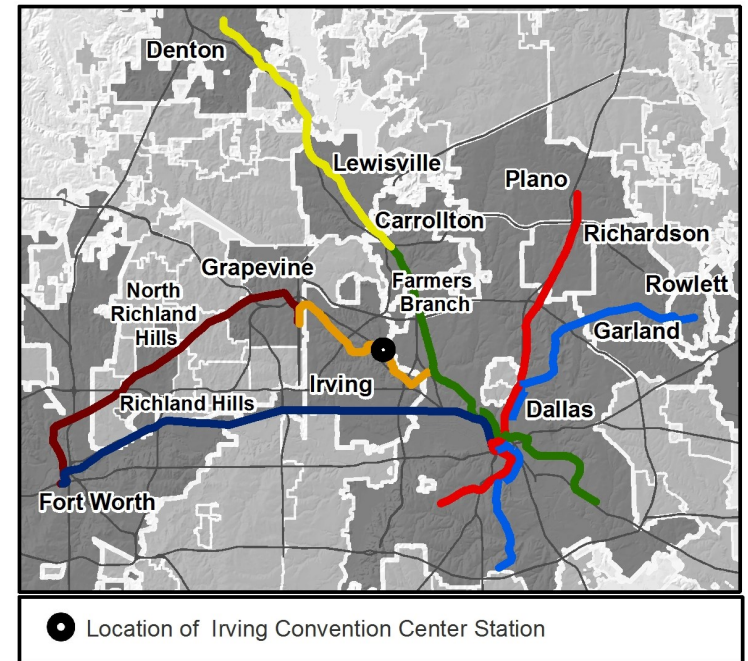 Denton
Lewisville
Plano
Carrollton
Richardson
Grapevine
Farmers
Branch
Rowlett
North
Richland
Hills
Garland
Irving
Richland Hills
Dallas
Fort Worth
Location of Irving Convention Center Station